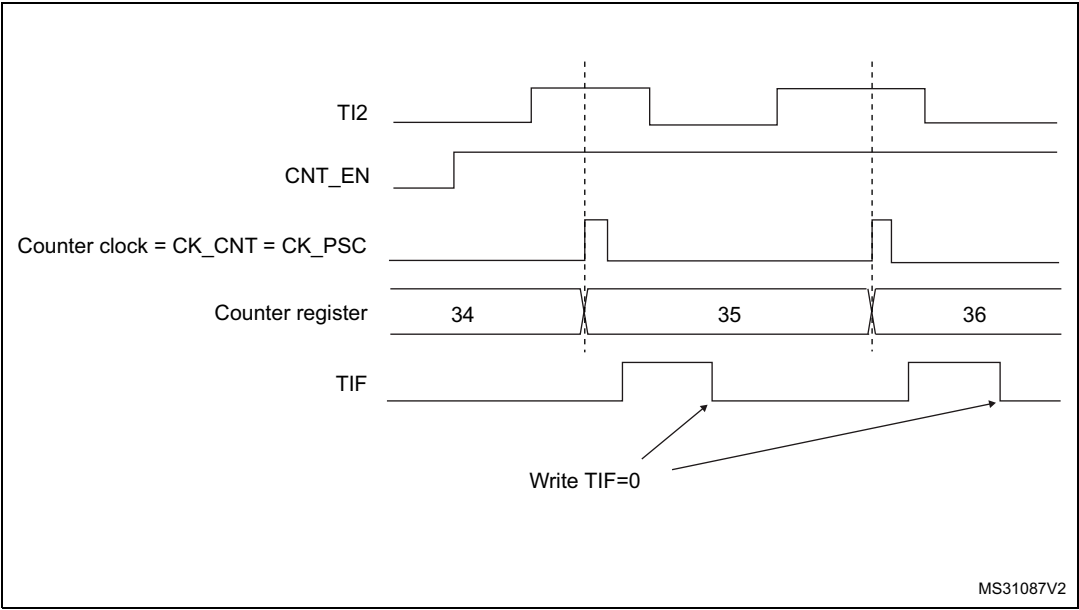 TI2
CNT_EN
Counter clock = CK_CNT = CK_PSC
Counter register
34
35
36
TIF
Write TIF=0
MS31087V2